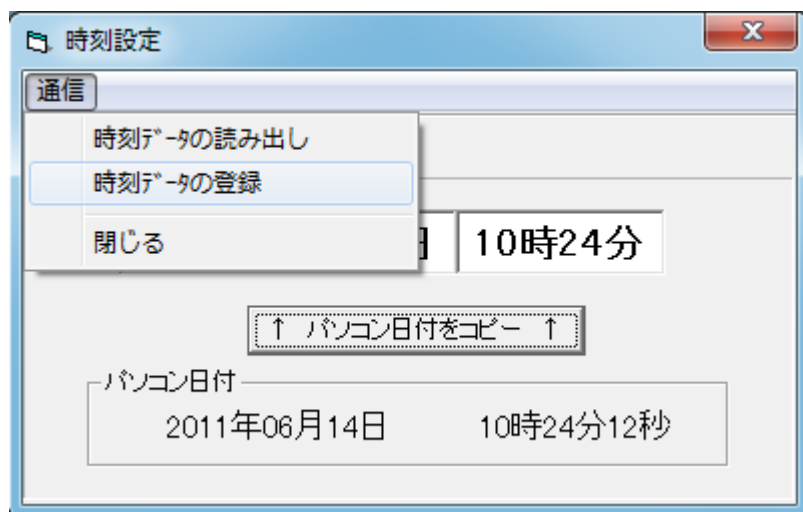 時刻設定
通信
時刻ﾃﾞｰﾀの読み出し
時刻ﾃﾞｰﾀの登録
閉じる
日 10時24分
↑ パソコン日付をコピー ↑
パソコン日付
2011年06月14日 10時24分12秒